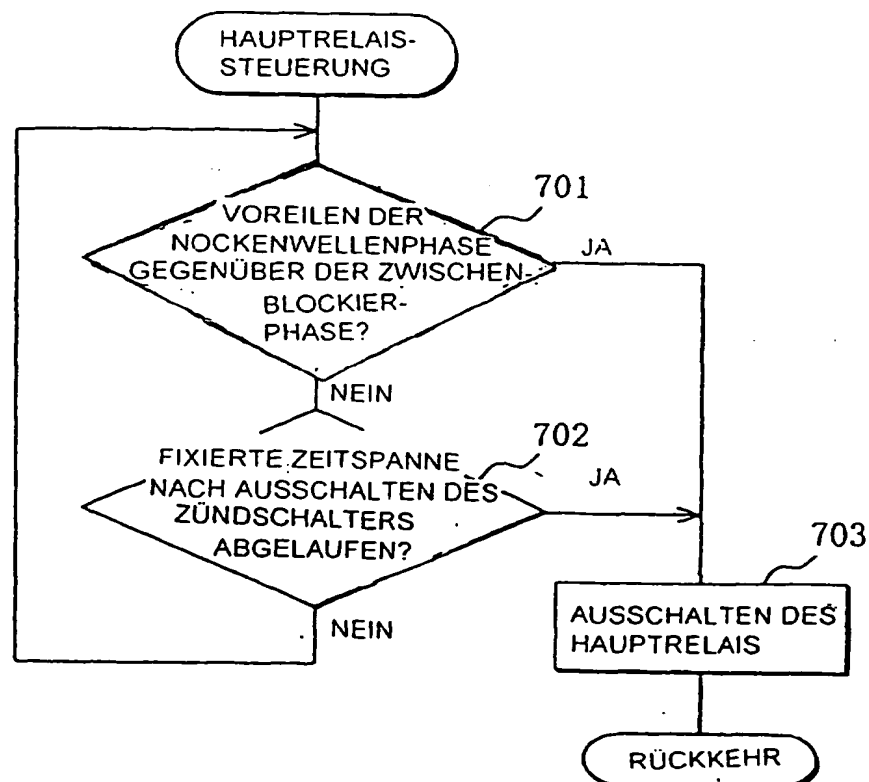 HAUPTRELAIS-
STEUERUNG
701
VOREILEN DER
NOCKENWELLENPHASE
GEGENÜBER DER ZWISCHEN-
BLOCKIER-
PHASE?
JA
NEIN
702
FIXIERTE ZEITSPANNE
NACH AUSSCHALTEN DES
ZÜNDSCHALTERS
ABGELAUFEN?
JA
NEIN
703
AUSSCHALTEN DES
HAUPTRELAIS
RÜCKKEHR